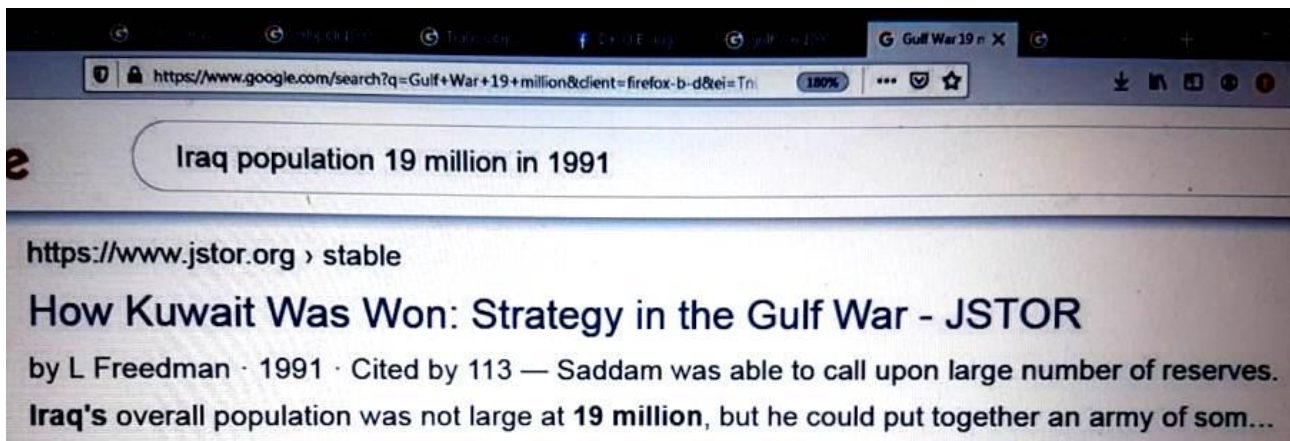 G Gulf War 19 n X
https://www.google.com/search?q=Gulf+War+19+million&client=firefox-b-d&ei=Tn
180%
e
Iraq population 19 million in 1991
https://www.jstor.org › stable
How Kuwait Was Won: Strategy in the Gulf War - JSTOR
by L Freedman · 1991 · Cited by 113 — Saddam was able to call upon large number of reserves.
Iraq's overall population was not large at 19 million, but he could put together an army of som...